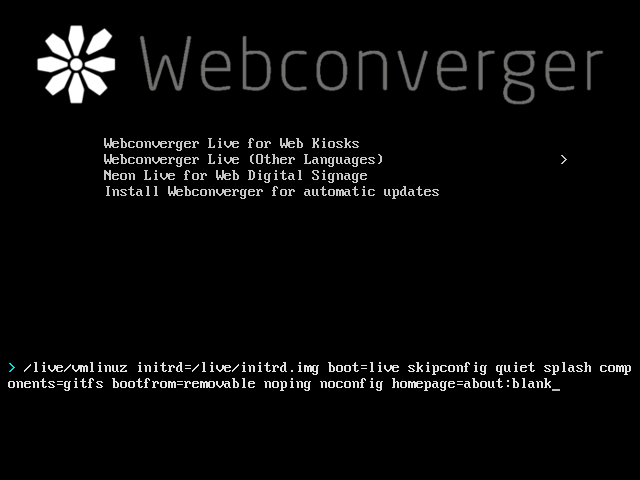 Webconverger
Webconverger Live for Web Kiosks
Webconverger Live (Other Languages) >
Neon Live for Web Digital Signage
Install Webconverger for automatic updates
> /live/vmlinuz initrd=/live/initrd.img boot=live skipconfig quiet splash comp
onents=gitfs bootfrom=removable noping noconfig homepage=about:blank_